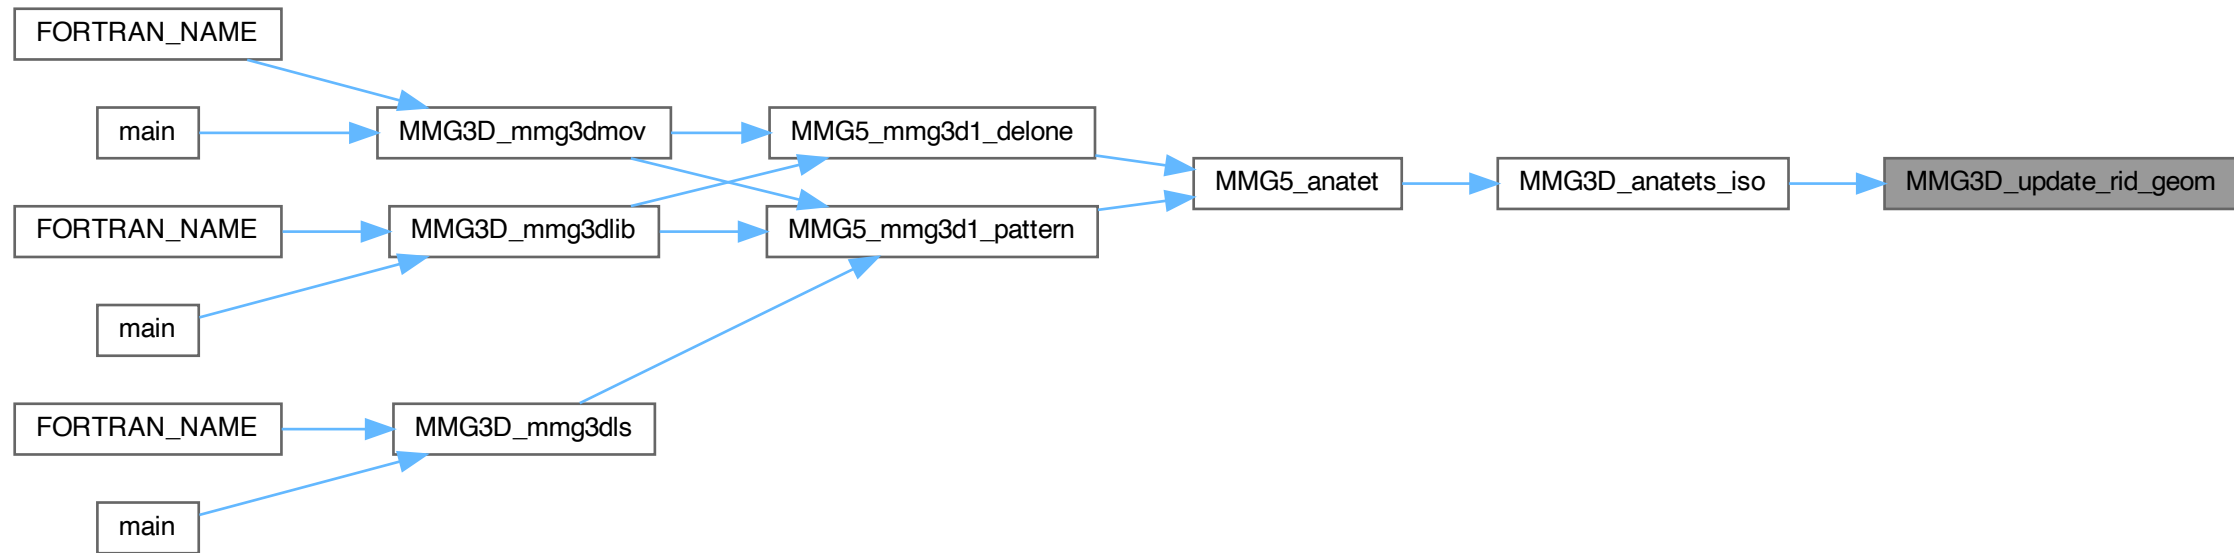 FORTRAN_NAME
main
MMG3D_mmg3dmov
MMG5_mmg3d1_delone
MMG5_anatet
MMG3D_anatets_iso
MMG3D_update_rid_geom
FORTRAN_NAME
MMG3D_mmg3dlib
MMG5_mmg3d1_pattern
main
FORTRAN_NAME
MMG3D_mmg3dls
main